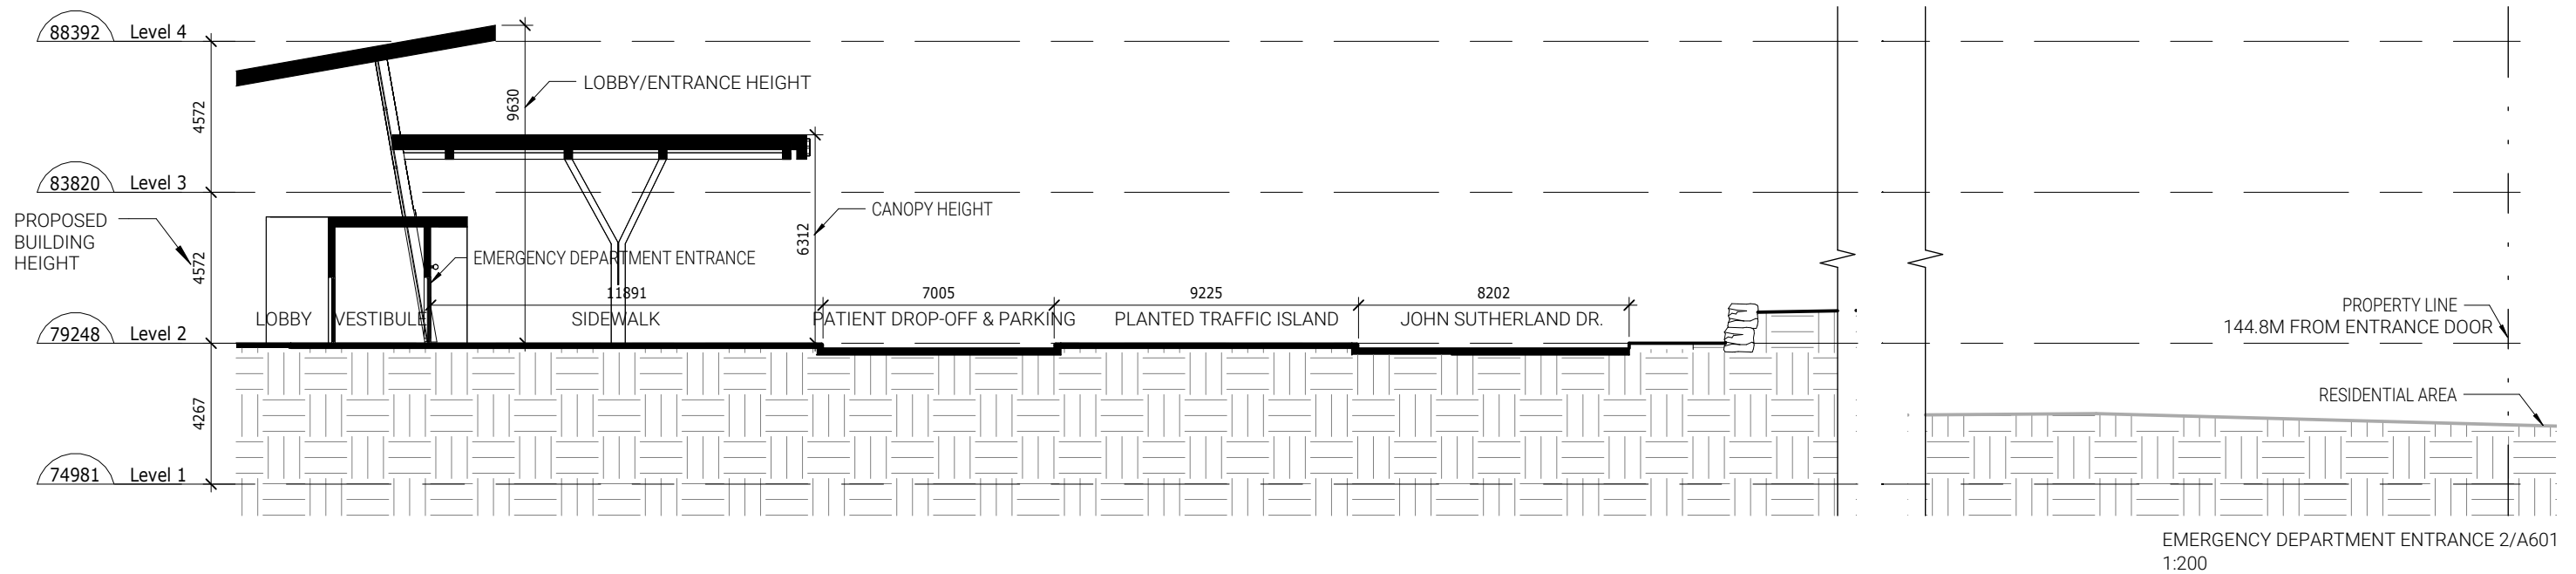 88392 Level 4
4572
9630
LOBBY/ENTRANCE HEIGHT
83820 Level 3
PROPOSED
BUILDING
HEIGHT
4572
CANOPY HEIGHT
6312
EMERGENCY DEPARTMENT ENTRANCE
11891
7005
9225
8202
LOBBY
VESTIBULE
SIDEWALK
PATIENT DROP-OFF & PARKING
PLANTED TRAFFIC ISLAND
JOHN SUTHERLAND DR.
PROPERTY LINE
144.8M FROM ENTRANCE DOOR
79248 Level 2
4267
RESIDENTIAL AREA
74981 Level 1
EMERGENCY DEPARTMENT ENTRANCE 2/A601
1:200